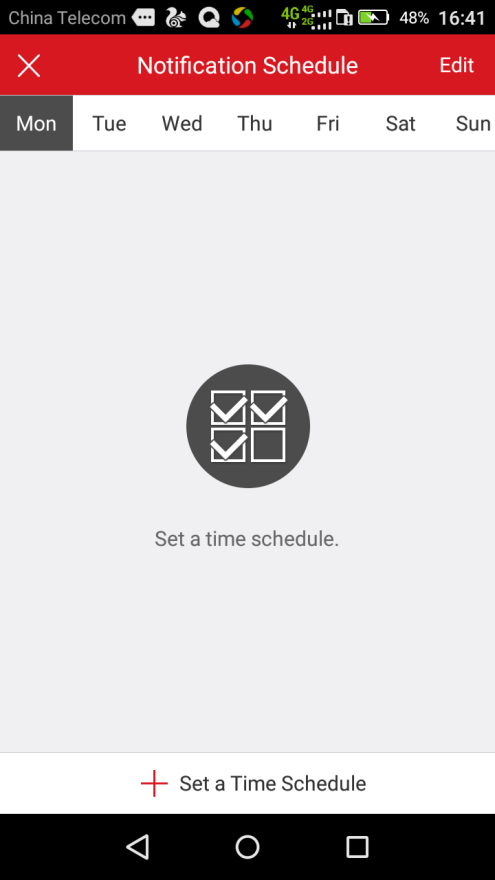 China Telecom 4G 4G 2G 48% 16:41
Notification Schedule Edit
Mon Tue Wed Thu Fri Sat Sun
Set a time schedule.
Set a Time Schedule